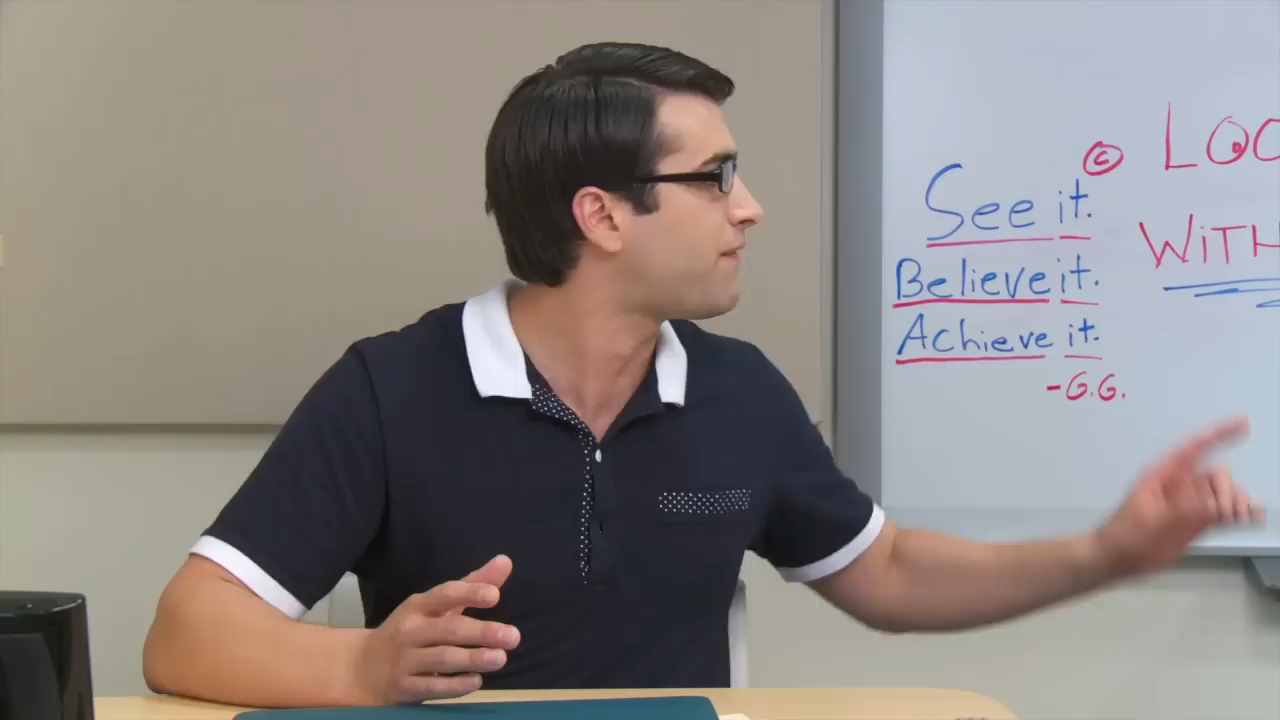 See it.
Believe it.
Achieve it.
-G.G.
©
WITH